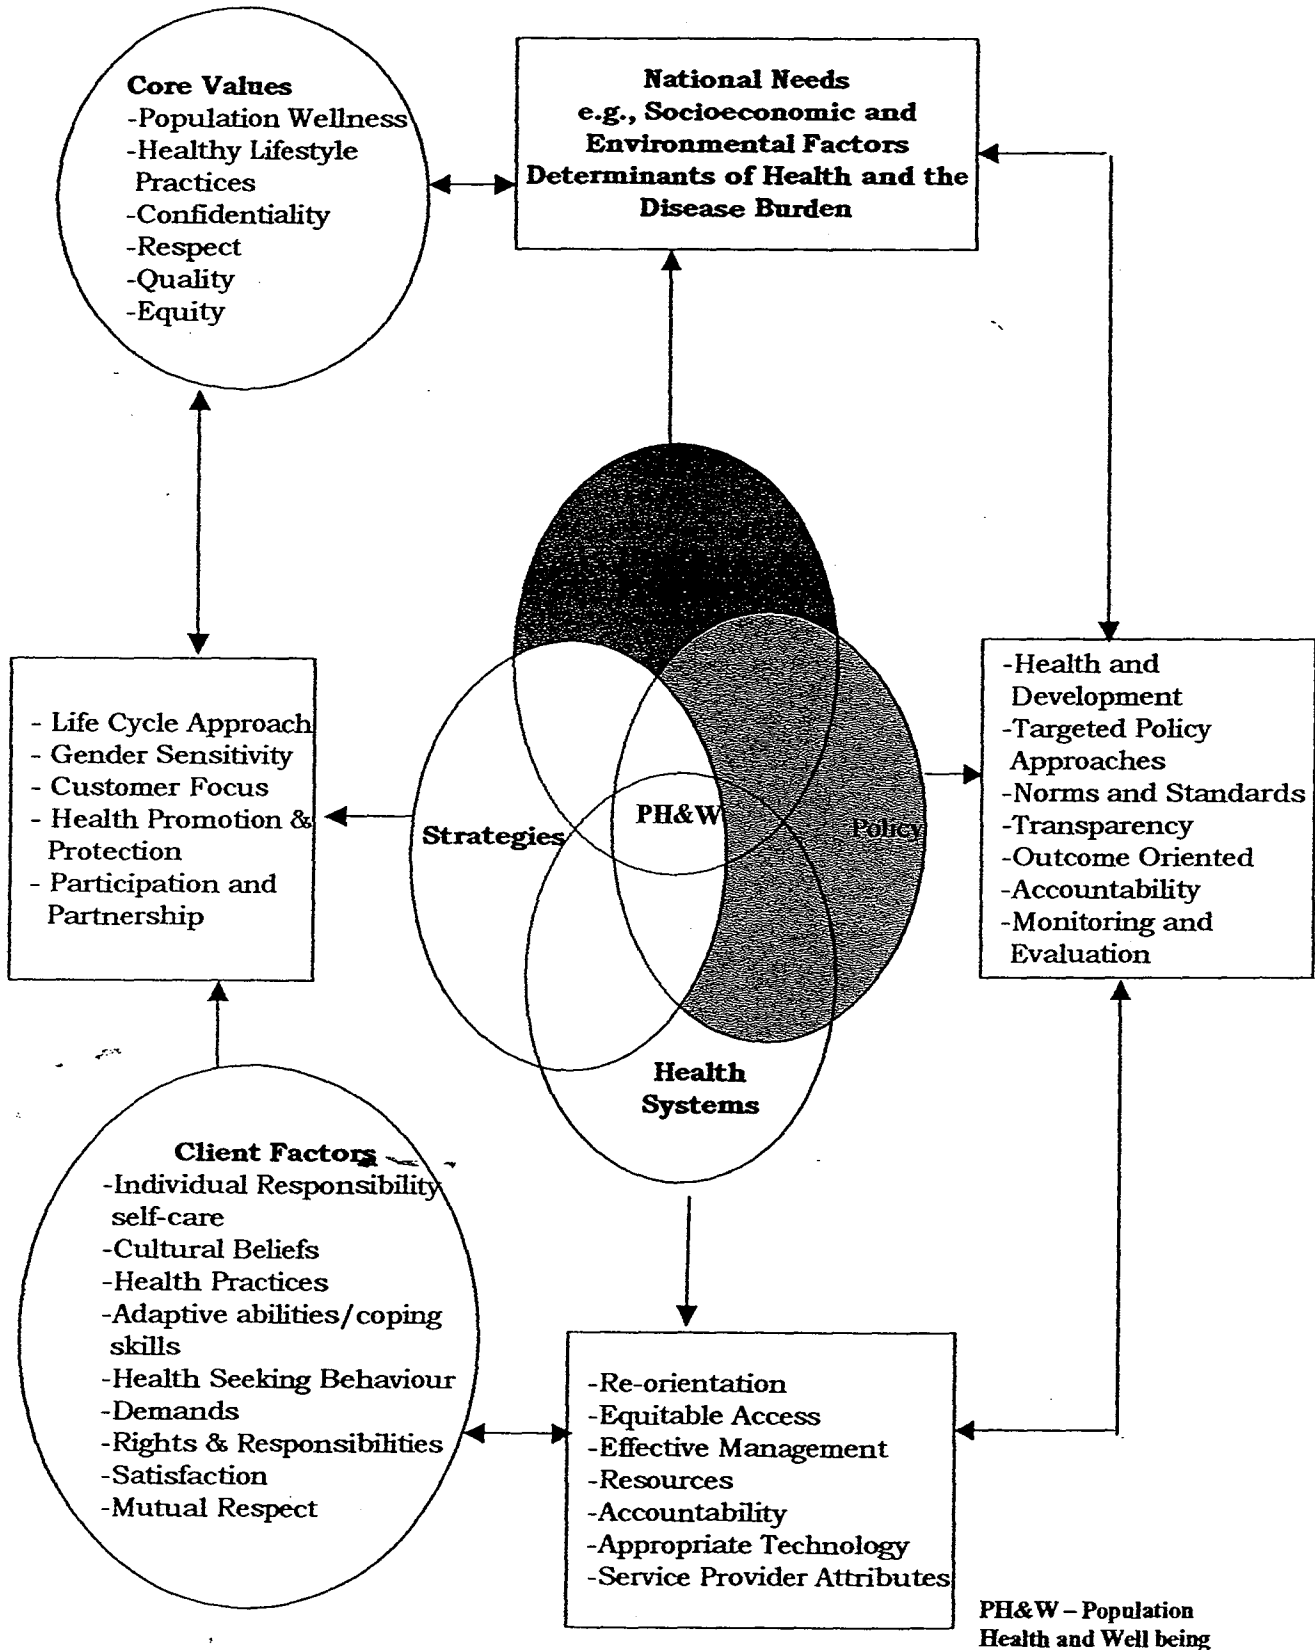 Core Values
-Population Wellness
-Healthy Lifestyle
Practices
-Confidentiality
-Respect
-Quality
-Equity
National Needs
e.g., Socioeconomic and
Environmental Factors
Determinants of Health and the
Disease Burden
- Life Cycle Approach
- Gender Sensitivity
- Customer Focus
- Health Promotion &
Protection
- Participation and
Partnership
Strategies
PH&W
Policy
Health
Systems
-Health and
Development
-Targeted Policy
Approaches
-Norms and Standards
-Transparency
-Outcome Oriented
-Accountability
-Monitoring and
Evaluation
Client Factors
-Individual Responsibility
self-care
-Cultural Beliefs
-Health Practices
-Adaptive abilities/coping
skills
-Health Seeking Behaviour
-Demands
-Rights & Responsibilities
-Satisfaction
-Mutual Respect
-Re-orientation
-Equitable Access
-Effective Management
-Resources
-Accountability
-Appropriate Technology
-Service Provider Attributes
PH&W – Population
Health and Well being